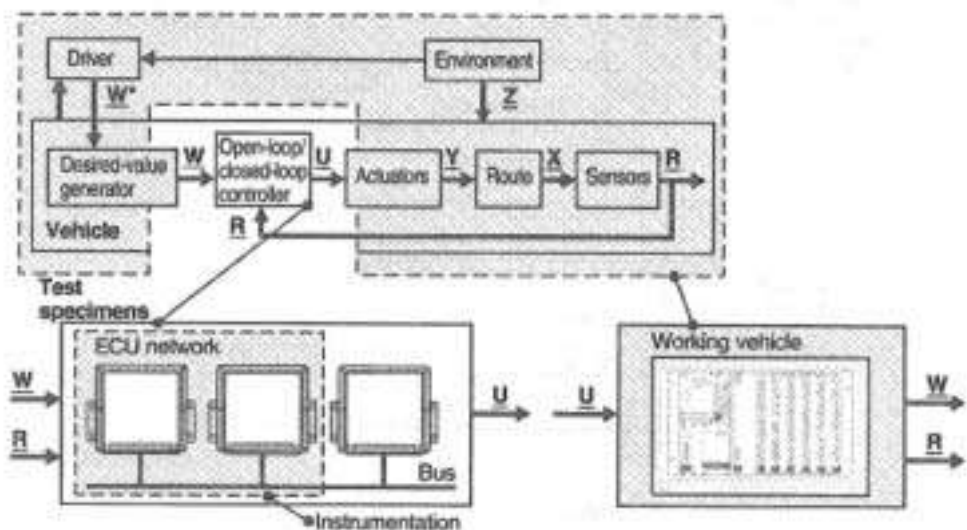 Driver
Environment
W*
Z
Desired-value
generator
W
Open-loop/
closed-loop
controller
U
Actuators
Y
Route
X
Sensors
R
R
Vehicle
Test
specimens
ECU network
W
R
U
Bus
Instrumentation
Working vehicle
U
W
R